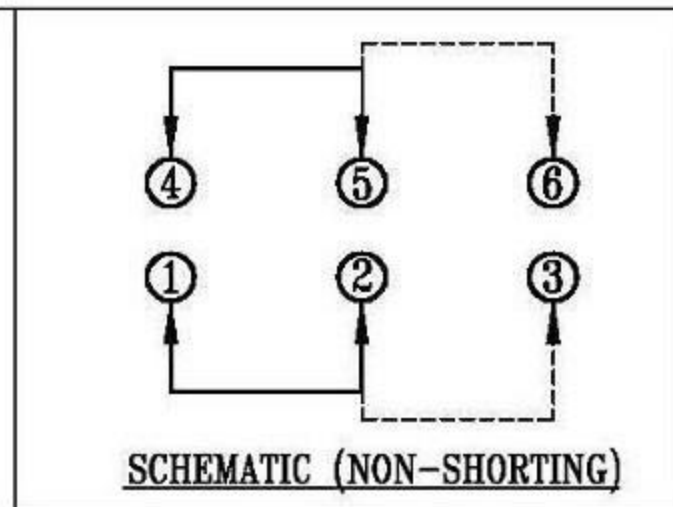 ④ ⑤ ⑥
① ② ③
SCHEMATIC (NON-SHORTING)